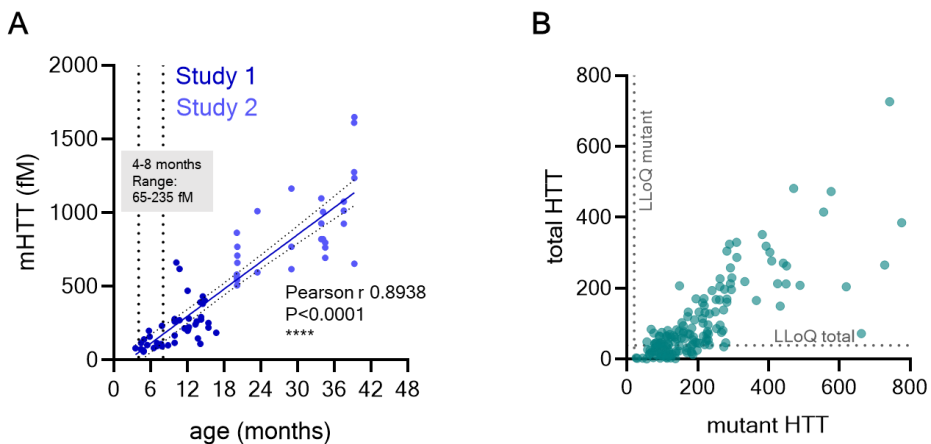 A
2000
1500
1000
500
0
mHTT (fM)
Study 1
Study 2
4-8 months
Range:
65-235 fM
Pearson r 0.8938
P<0.0001
****
0 6 12 18 24 30 36 42 48
age (months)
B
800
600
400
200
0
total HTT
LLoQ mutant
LLoQ total
0 200 400 600 800
mutant HTT